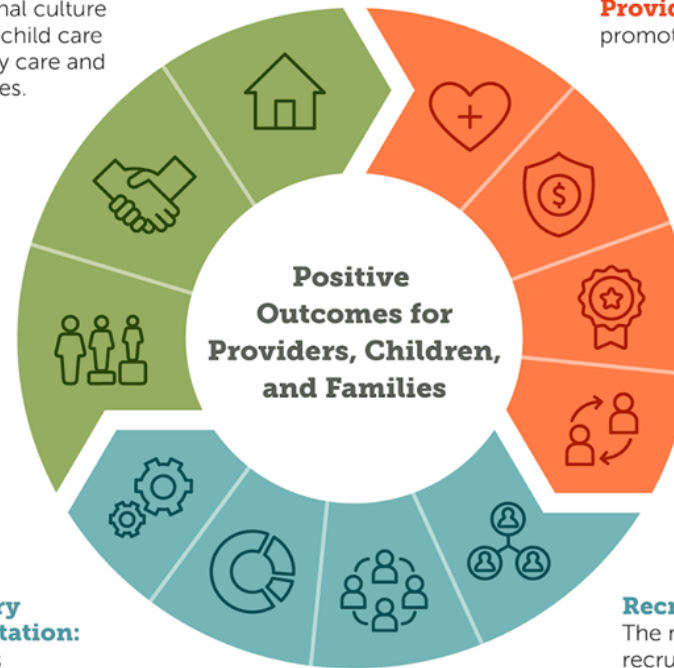 nal culture
child care
y care and
es.
Provid
promot
$
Positive
Outcomes for
Providers, Children,
and Families
ry
tation:
Recr
The r
recru